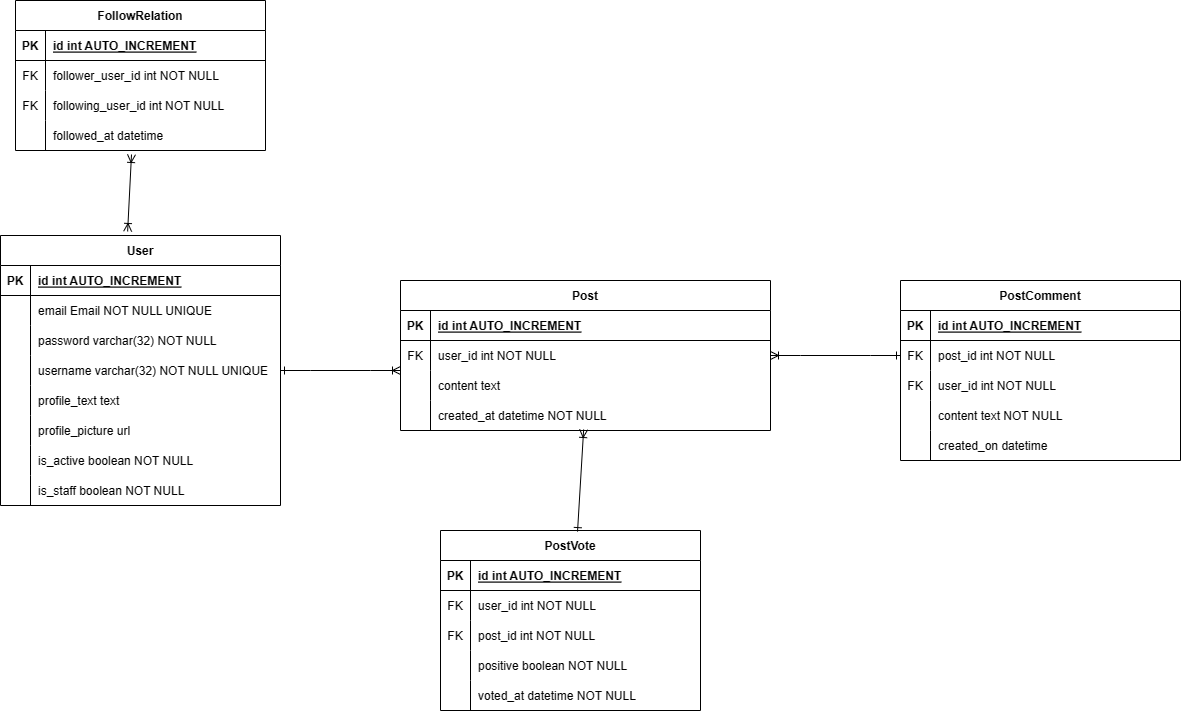 FollowRelation
PK id int AUTO_INCREMENT
FK follower_user_id int NOT NULL
FK following_user_id int NOT NULL
followed_at datetime
User
PK id int AUTO_INCREMENT
email Email NOT NULL UNIQUE
password varchar(32) NOT NULL
username varchar(32) NOT NULL UNIQUE
profile_text text
profile_picture url
is_active boolean NOT NULL
is_staff boolean NOT NULL
Post
PK id int AUTO_INCREMENT
FK user_id int NOT NULL
content text
created_at datetime NOT NULL
PostComment
PK id int AUTO_INCREMENT
FK post_id int NOT NULL
FK user_id int NOT NULL
content text NOT NULL
created_on datetime
PostVote
PK id int AUTO_INCREMENT
FK user_id int NOT NULL
FK post_id int NOT NULL
positive boolean NOT NULL
voted_at datetime NOT NULL